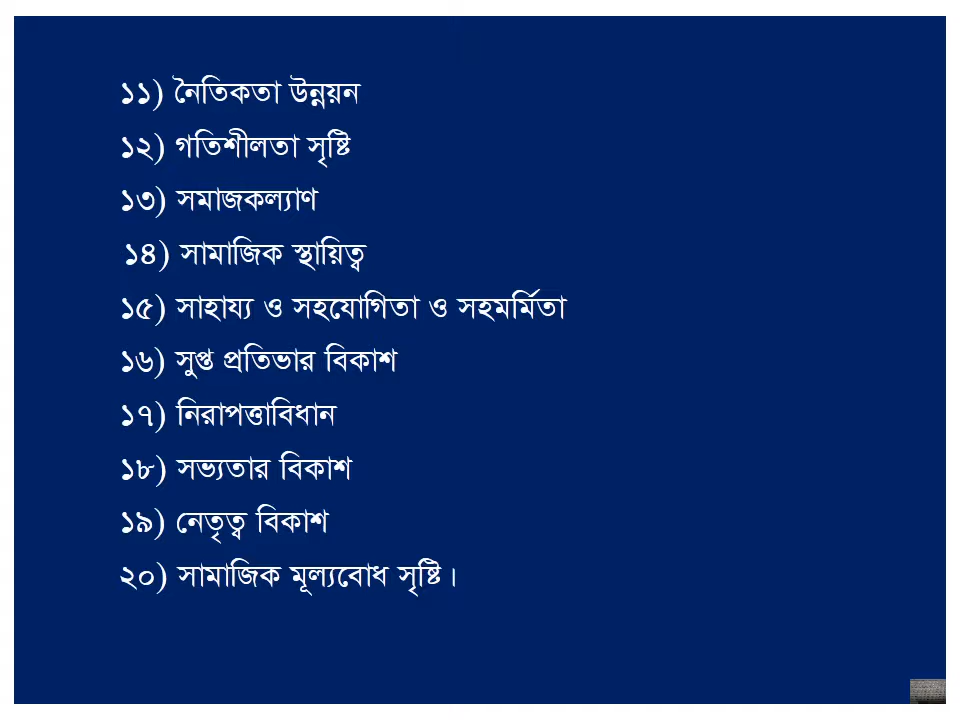 ১১) নৈতিকতা উন্নয়ন
১২) গতিশীলতা সৃষ্টি
১৩) সমাজকল্যাণ
১৪) সামাজিক স্থায়িত্ব
১৫) সাহায্য ও সহযোগিতা ও সহমর্মিতা
১৬) সুপ্ত প্রতিভার বিকাশ
১৭) নিরাপত্তাবিধান
১৮) সভ্যতার বিকাশ
১৯) নেতৃত্ব বিকাশ
২০) সামাজিক মূল্যবোধ সৃষ্টি।